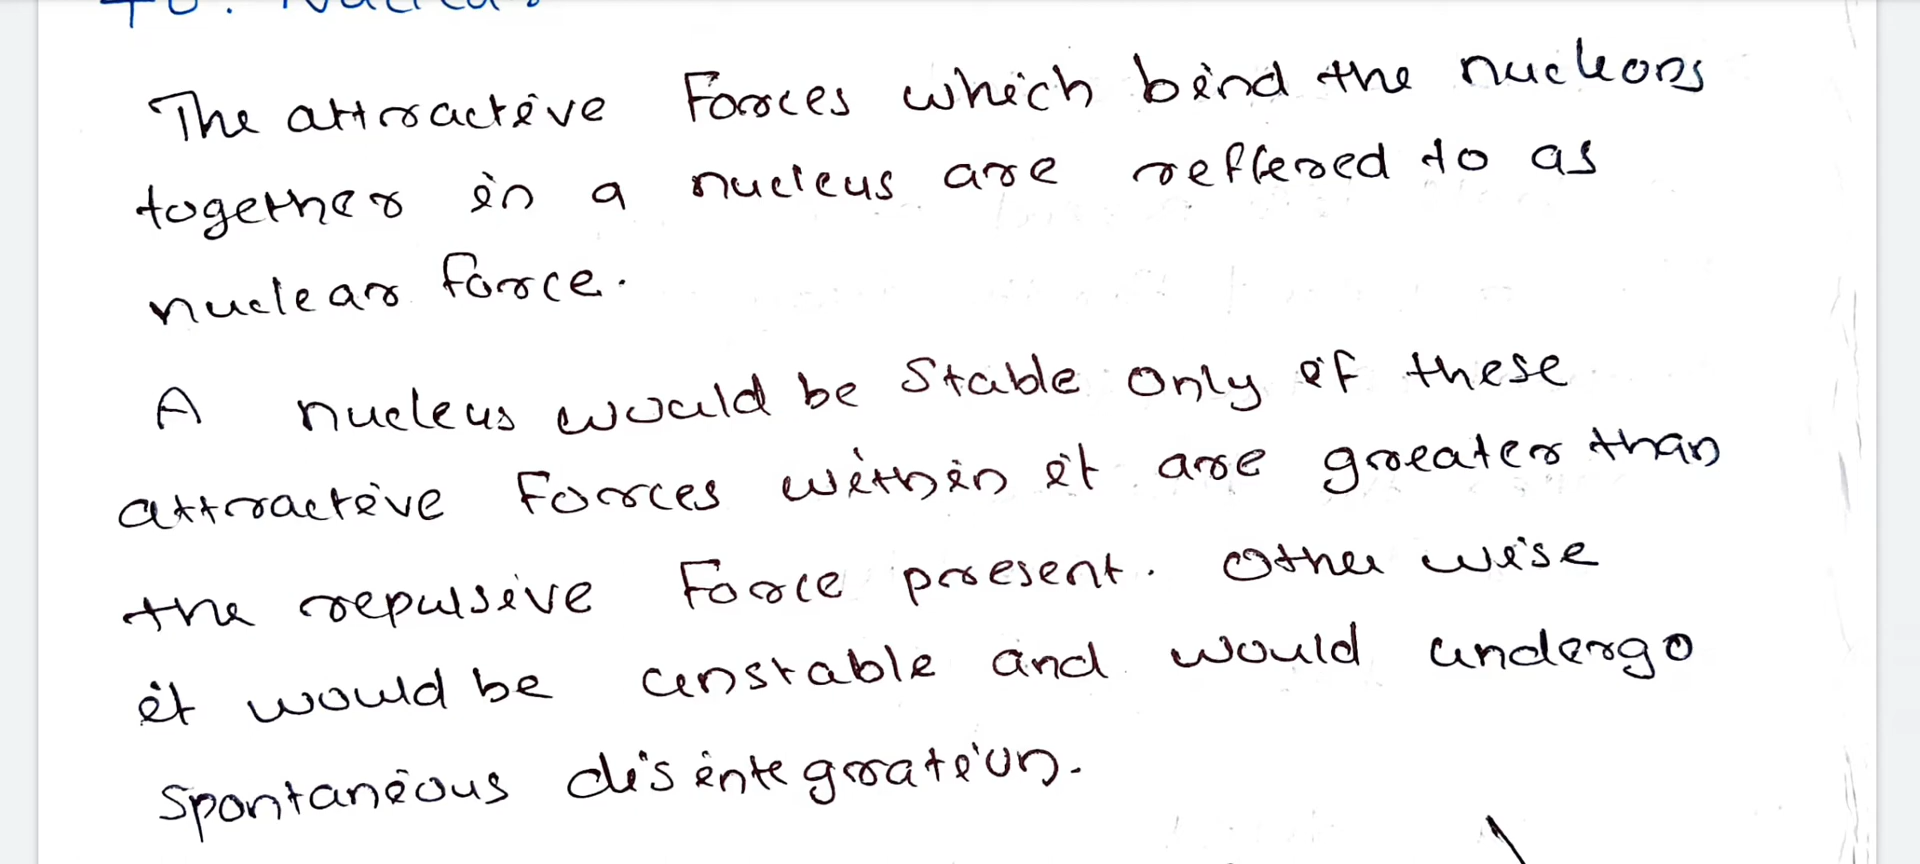 The attractive Forces which bind the nucleons
together in a nucleus are reffered to as
nuclear force.
A nucleus would be Stable Only if these
attractive Forces within it are greater than
the repulsive Force present. Other wise
it would be unstable and would undergo
Spontaneous disintegration.